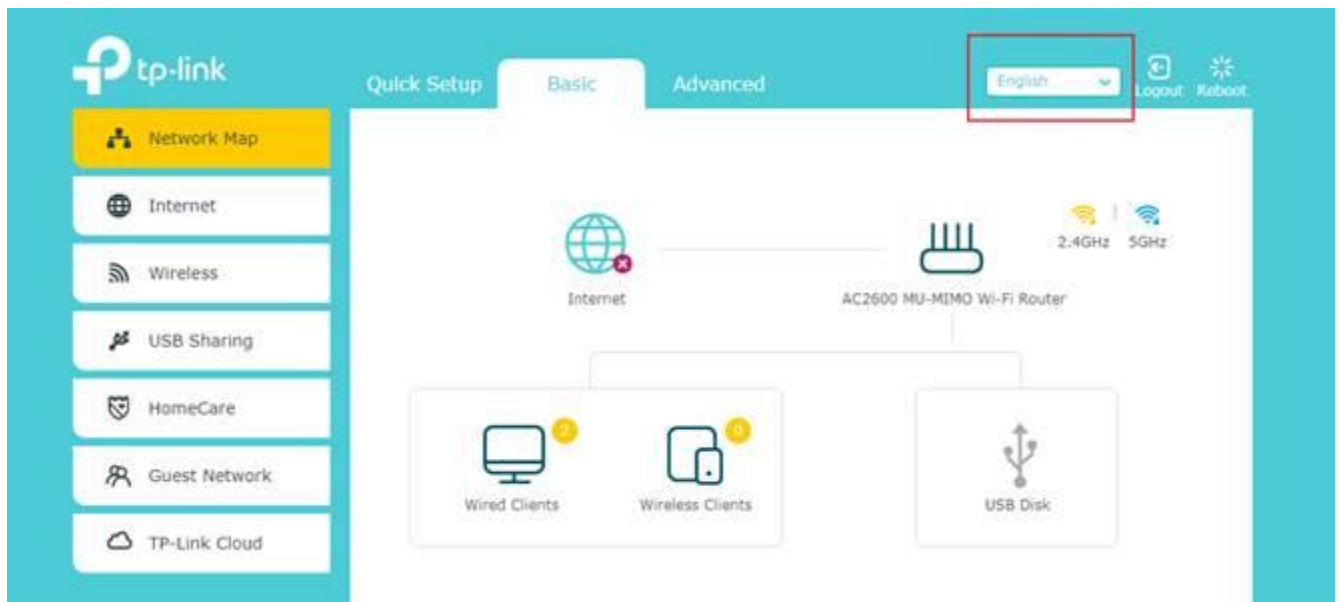 tp-link
Quick Setup Basic Advanced English Logout Reboot
Network Map
Internet
Wireless
USB Sharing
HomeCare
Guest Network
TP-Link Cloud
2.4GHz 5GHz
Internet AC2600 MU-MIMO Wi-Fi Router
2 0
Wired Clients Wireless Clients USB Disk